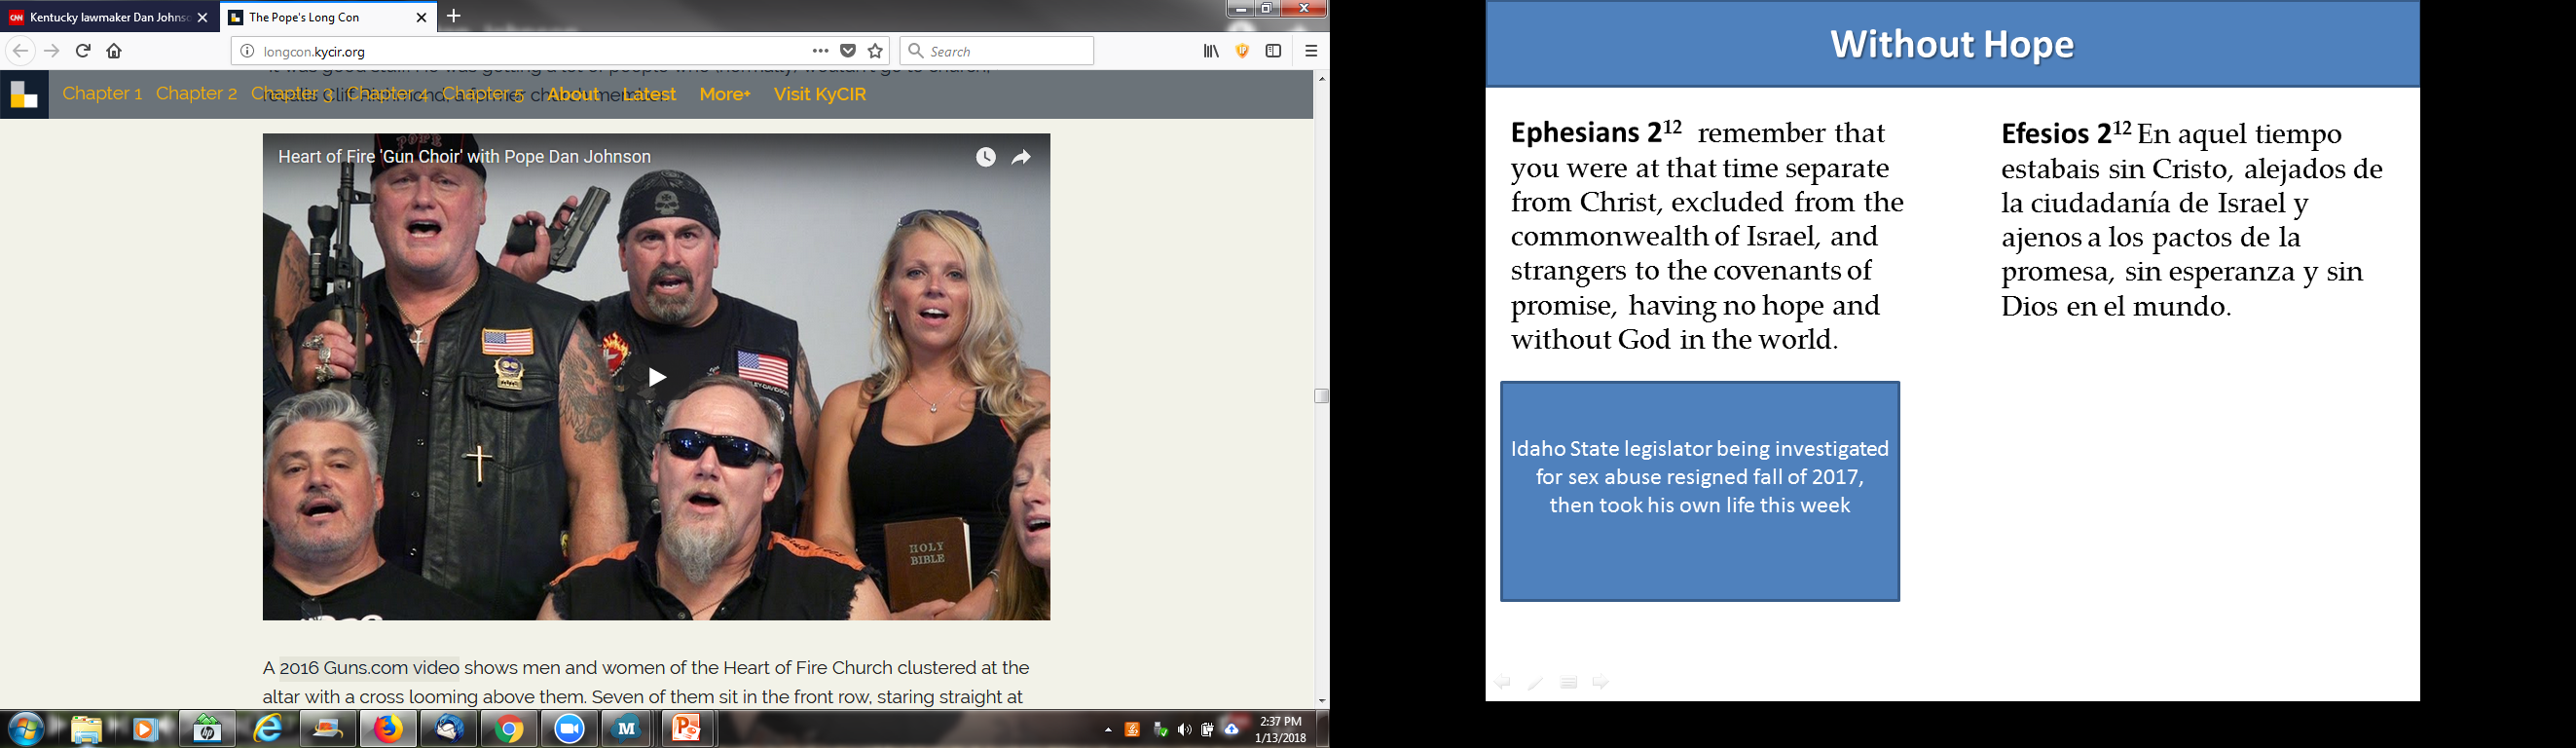 Kentucky lawmaker Dan Johnso
The Pope's Long Con
longcon.kycir.org
Search
Chapter 1 Chapter 2 Chapter 3 Chapter 4 Chapter 5 About Latest More+ Visit KyCIR
Heart of Fire 'Gun Choir' with Pope Dan Johnson
POPE
HOLY
BIBLE
A 2016 Guns.com video shows men and women of the Heart of Fire Church clustered at the
altar with a cross looming above them. Seven of them sit in the front row, staring straight at
2:37 PM
1/13/2018
Without Hope
Ephesians 2¹² remember that
you were at that time separate
from Christ, excluded from the
commonwealth of Israel, and
strangers to the covenants of
promise, having no hope and
without God in the world.
Efesios 2¹² En aquel tiempo
estabais sin Cristo, alejados de
la ciudadanía de Israel y
ajenos a los pactos de la
promesa, sin esperanza y sin
Dios en el mundo.
Idaho State legislator being investigated
for sex abuse resigned fall of 2017,
then took his own life this week